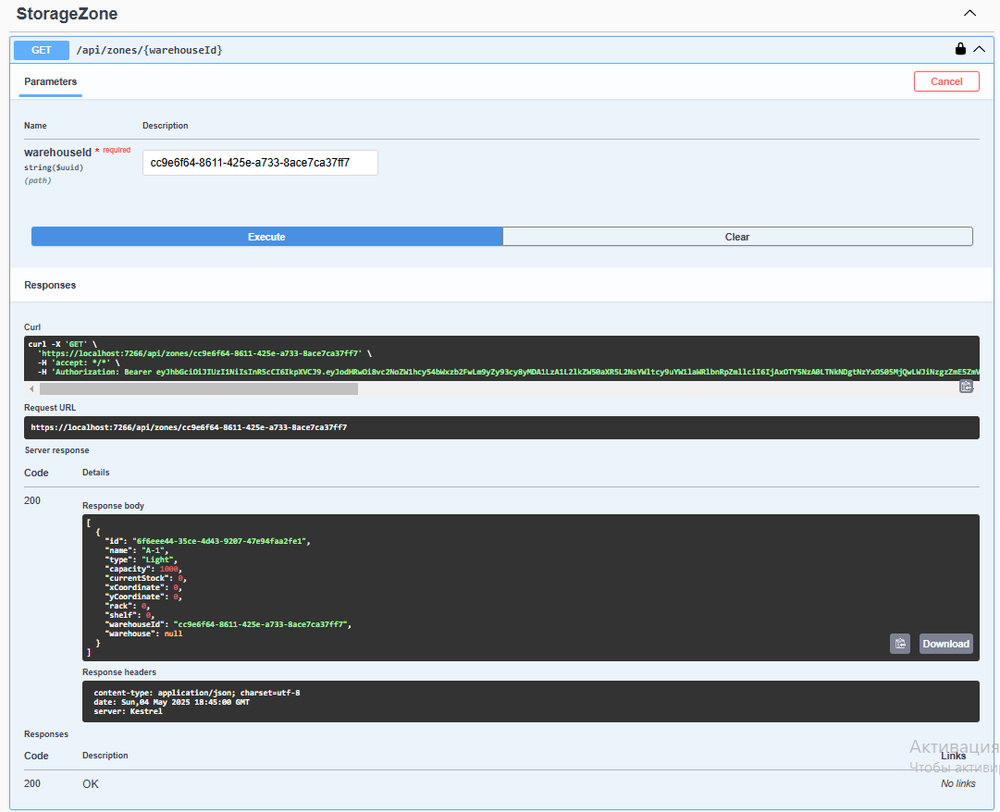 StorageZone
GET /api/zones/{warehouseId}
Parameters
Cancel
Name Description
warehouseId * required
string($uuid)
(path)
cc9e6f64-8611-425e-a733-8ace7ca37ff7
Execute Clear
Responses
Curl
curl -X 'GET' \
'https://localhost:7266/api/zones/cc9e6f64-8611-425e-a733-8ace7ca37ff7' \
-H 'accept: */*' \
-H 'Authorization: Bearer
Request URL
https://localhost:7266/api/zones/cc9e6f64-8611-425e-a733-8ace7ca37ff7
Server response
Code Details
200
Response body
[
{
"id": "6f6eee44-35ce-4d43-9207-47e94faa2fe1",
"name": "A-1",
"type": "Light",
"capacity": 1000,
"currentStock": 0,
"xCoordinate": 0,
"yCoordinate": 0,
"rack": 0,
"shelf": 0,
"warehouseId": "cc9e6f64-8611-425e-a733-8ace7ca37ff7",
"warehouse": null
}
]
Download
Response headers
content-type: application/json; charset=utf-8
date: Sun,04 May 2025 18:45:00 GMT
server: Kestrel
Responses
Активация
Code Description Links
Чтобы активи
200 OK No links